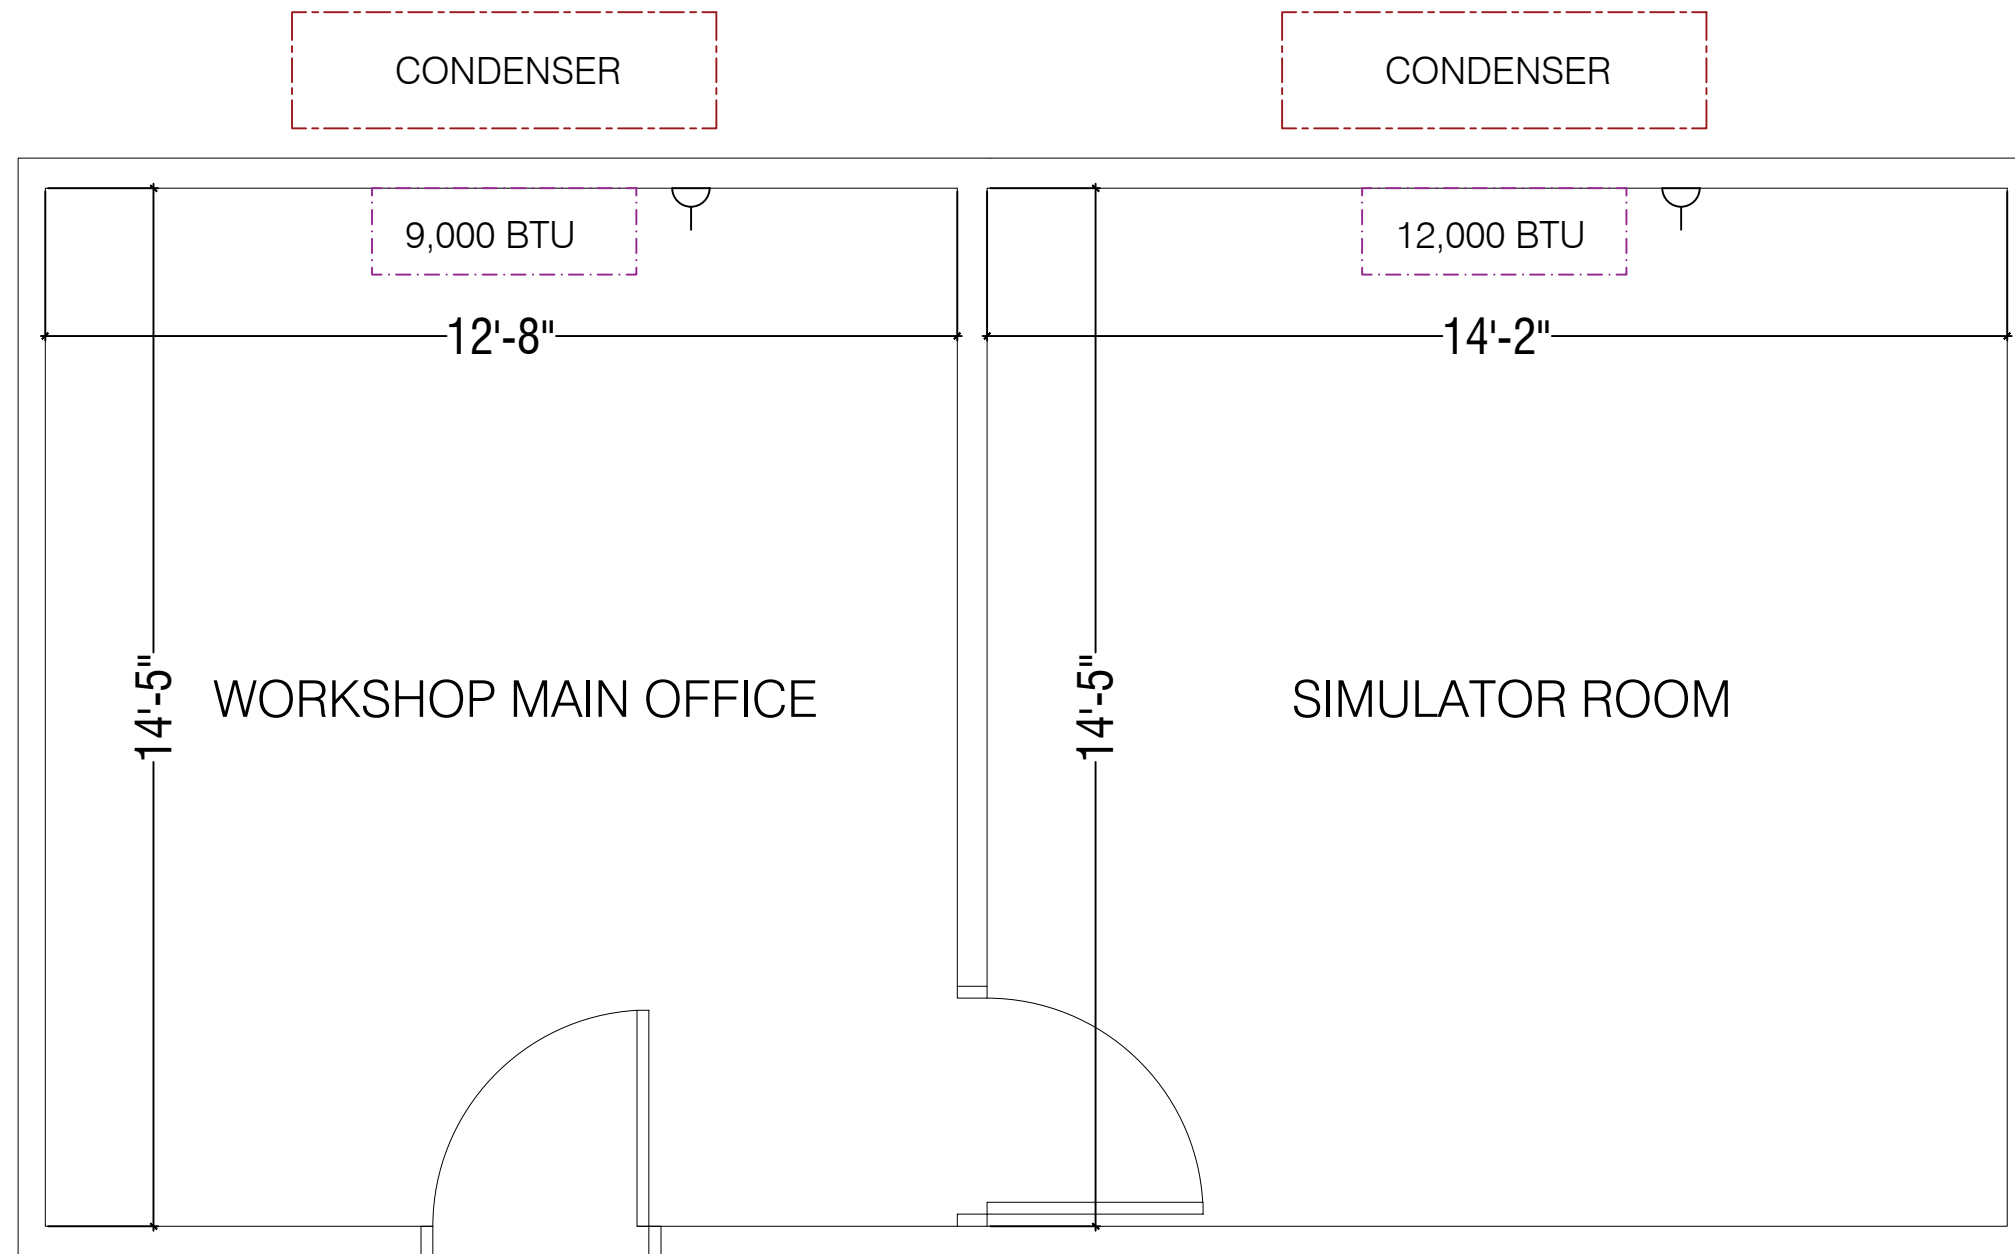 CONDENSER
CONDENSER
9,000 BTU
12,000 BTU
12'-8"
14'-2"
14'-5"
WORKSHOP MAIN OFFICE
14'-5"
SIMULATOR ROOM